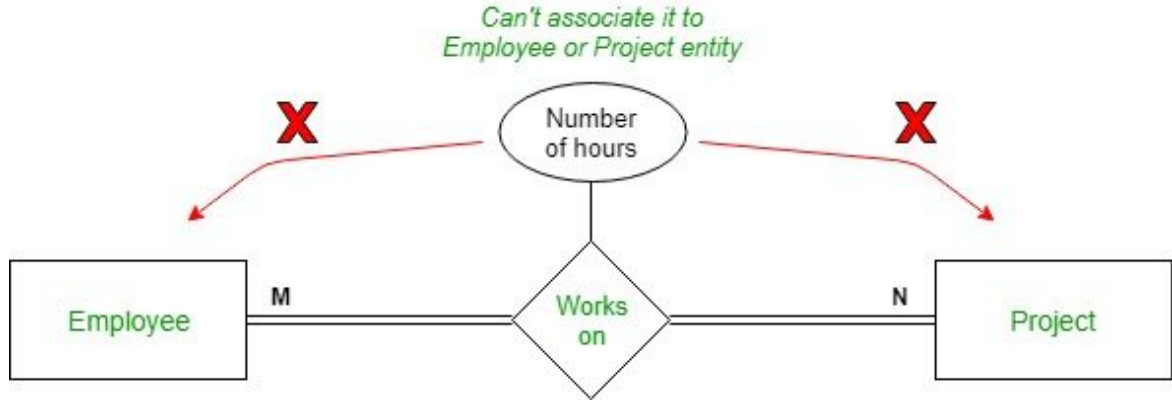 Can't associate it to
Employee or Project entity
X
X
Number
of hours
M
N
Employee
Works
on
Project